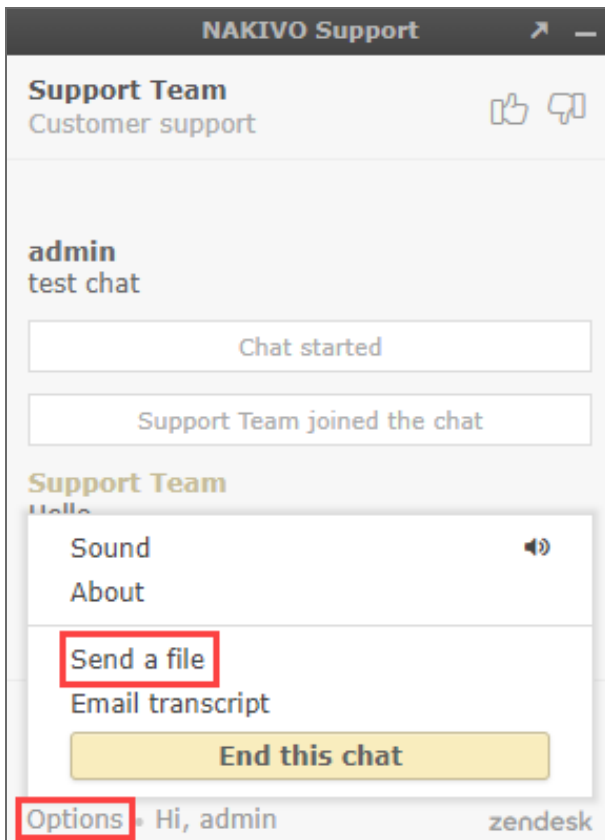 NAKIVO Support
Support Team
Customer support
admin
test chat
Chat started
Support Team joined the chat
Support Team
Hello
Sound
About
Send a file
Email transcript
End this chat
Options • Hi, admin
zendesk